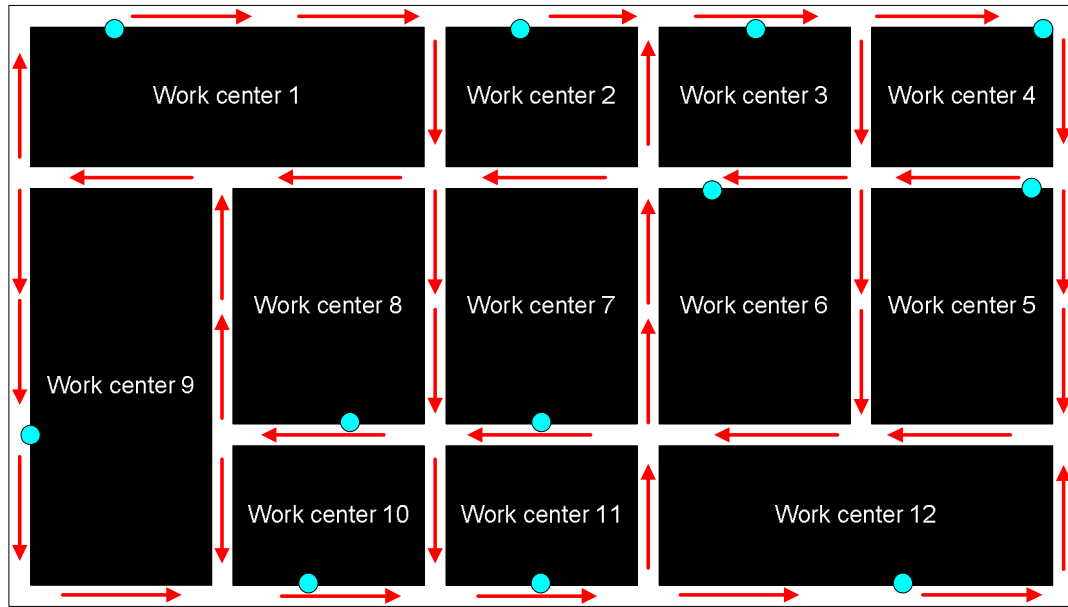 Work center 1
Work center 2
Work center 3
Work center 4
Work center 8
Work center 7
Work center 6
Work center 5
Work center 9
Work center 10
Work center 11
Work center 12